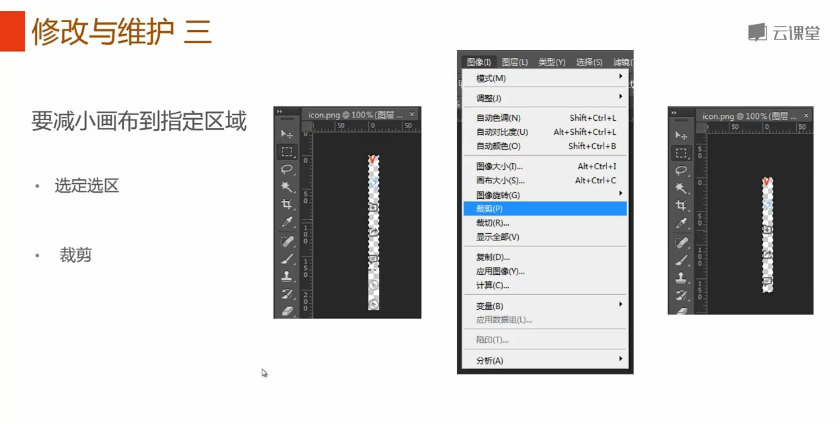 修改与维护 三
云课堂
要减小画布到指定区域
• 选定选区
• 裁剪
icon.png @ 100% (图层 ... ×
50 0 50
图像(I) 图层(L) 类型(Y) 选择(S) 滤镜(
模式(M)
调整(J)
自动色调(N) Shift+Ctrl+L
自动对比度(U) Alt+Shift+Ctrl+L
自动颜色(O) Shift+Ctrl+B
图像大小(I)... Alt+Ctrl+I
画布大小(S)... Alt+Ctrl+C
图像旋转(G)
裁剪(P)
裁切(R)...
显示全部(V)
复制(D)...
应用图像(Y)...
计算(C)...
变量(B)
应用数据组(L)...
陷印(T)...
分析(A)
icon.png @ 100% (图层 ... ×
50 0 50